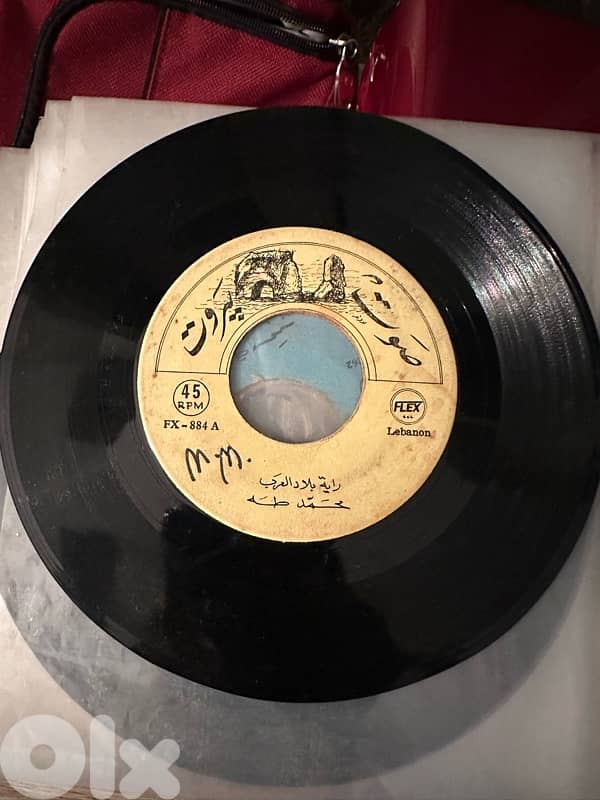 صوت بيروت
45
RPM
FX-884 A
FLEX
Lebanon
M.M.
راية بلاد العرب
محمد طه
olx